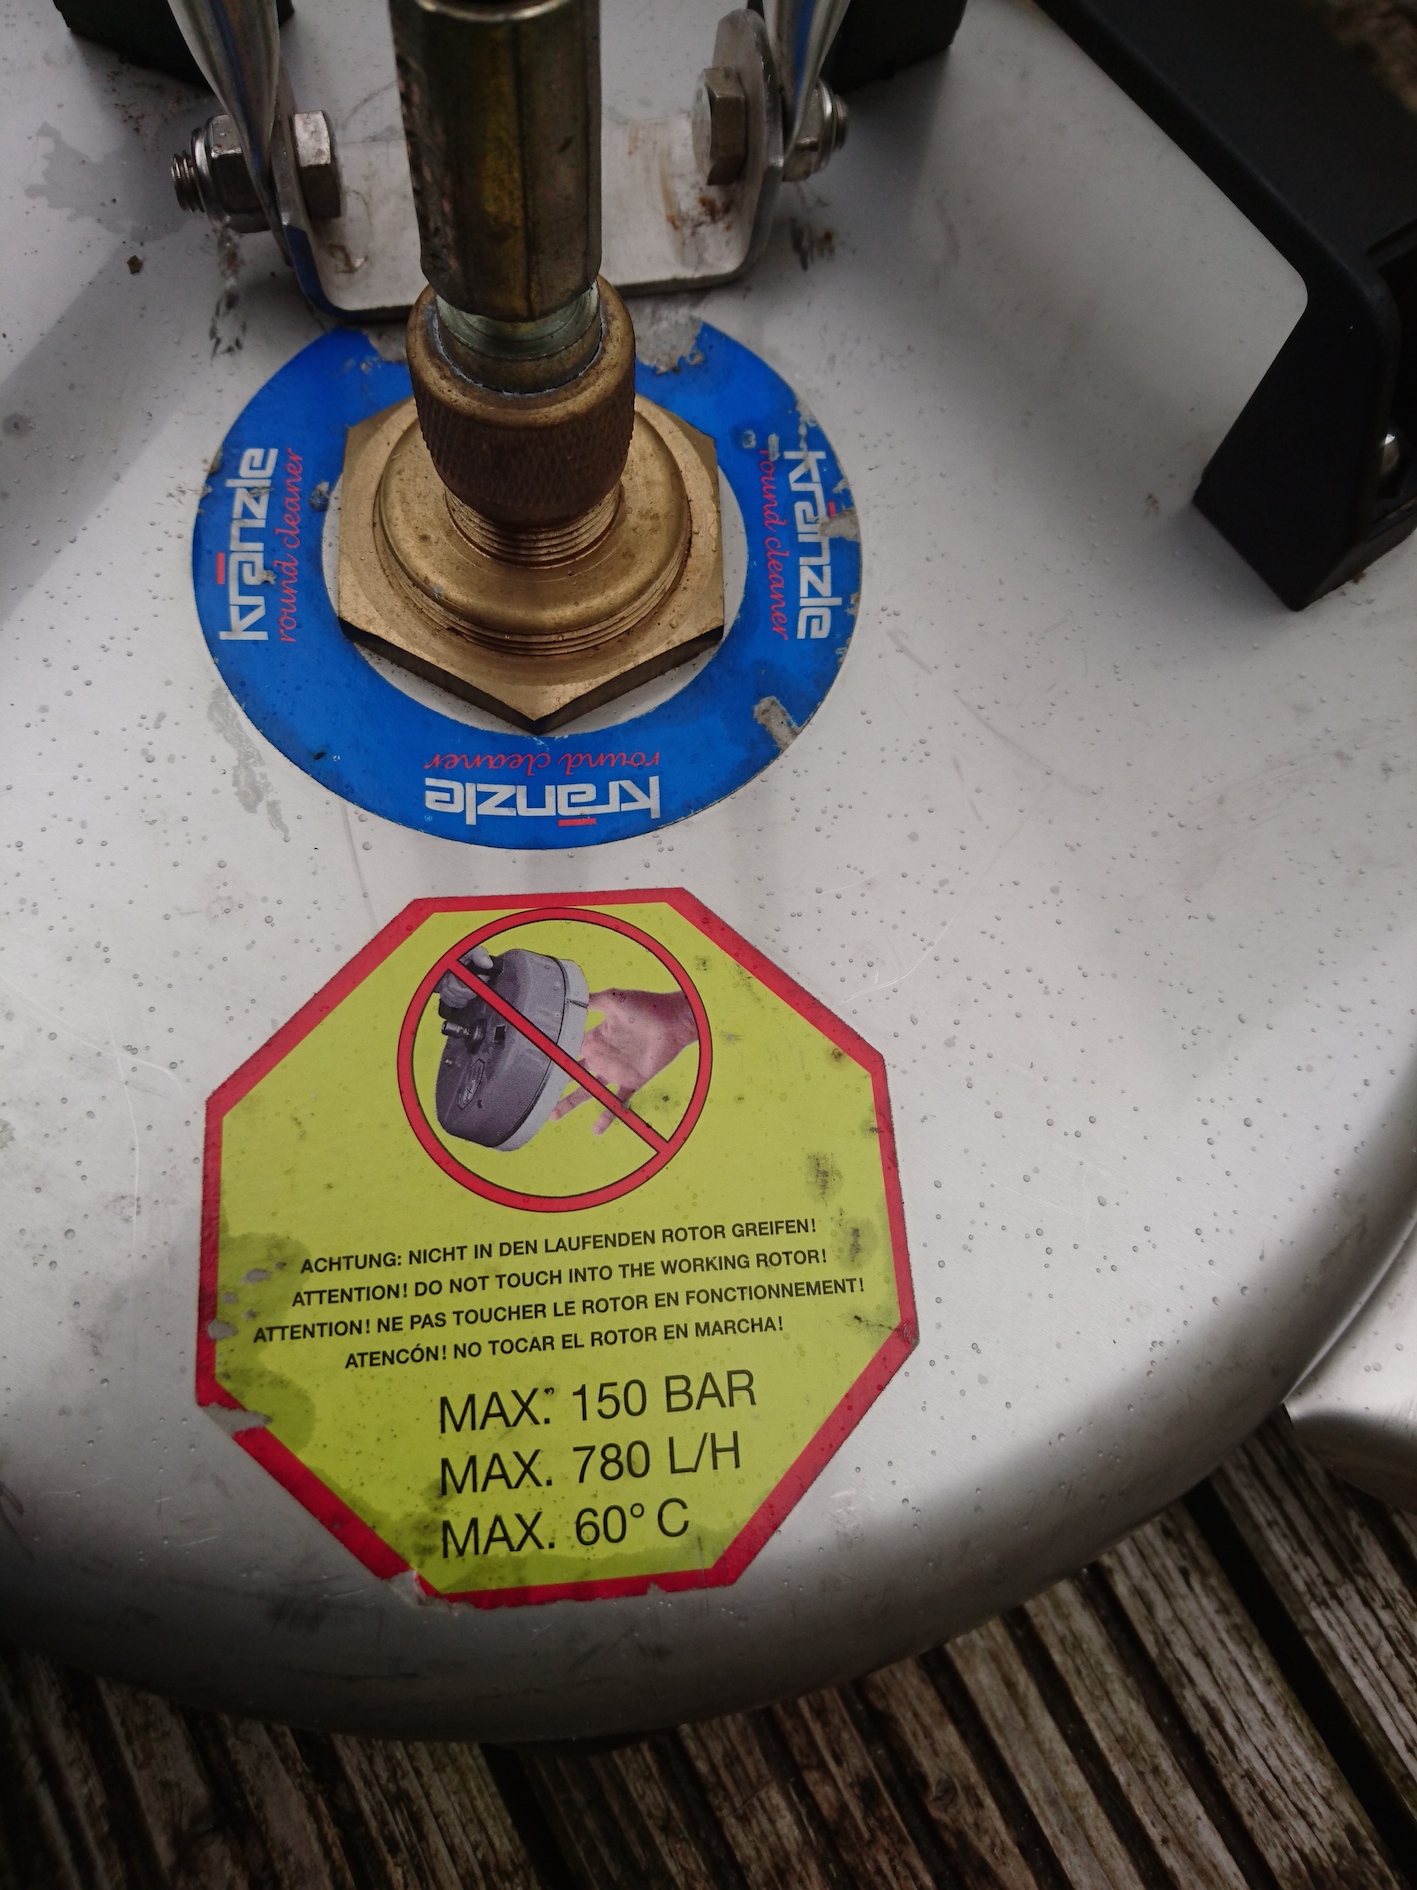 kränzle
round cleaner
kränzle
round cleaner
round cleaner
kränzle
ACHTUNG: NICHT IN DEN LAUFENDEN ROTOR GREIFEN!
ATTENTION! DO NOT TOUCH INTO THE WORKING ROTOR!
ATTENTION! NE PAS TOUCHER LE ROTOR EN FONCTIONNEMENT!
ATENCÓN! NO TOCAR EL ROTOR EN MARCHA!
MAX. 150 BAR
MAX. 780 L/H
MAX. 60° C